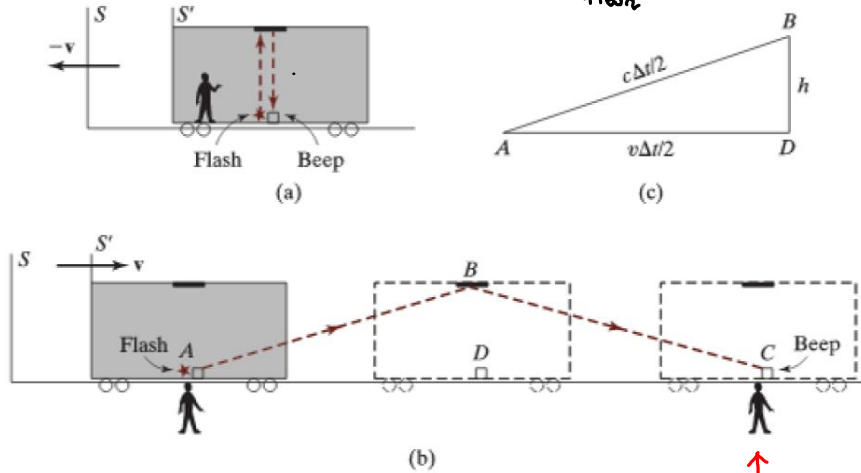 S
S′
−v
Flash
Beep
(a)
B
cΔt/2
h
A
vΔt/2
D
(c)
S
S′
v
B
Flash
A
D
C
Beep
(b)